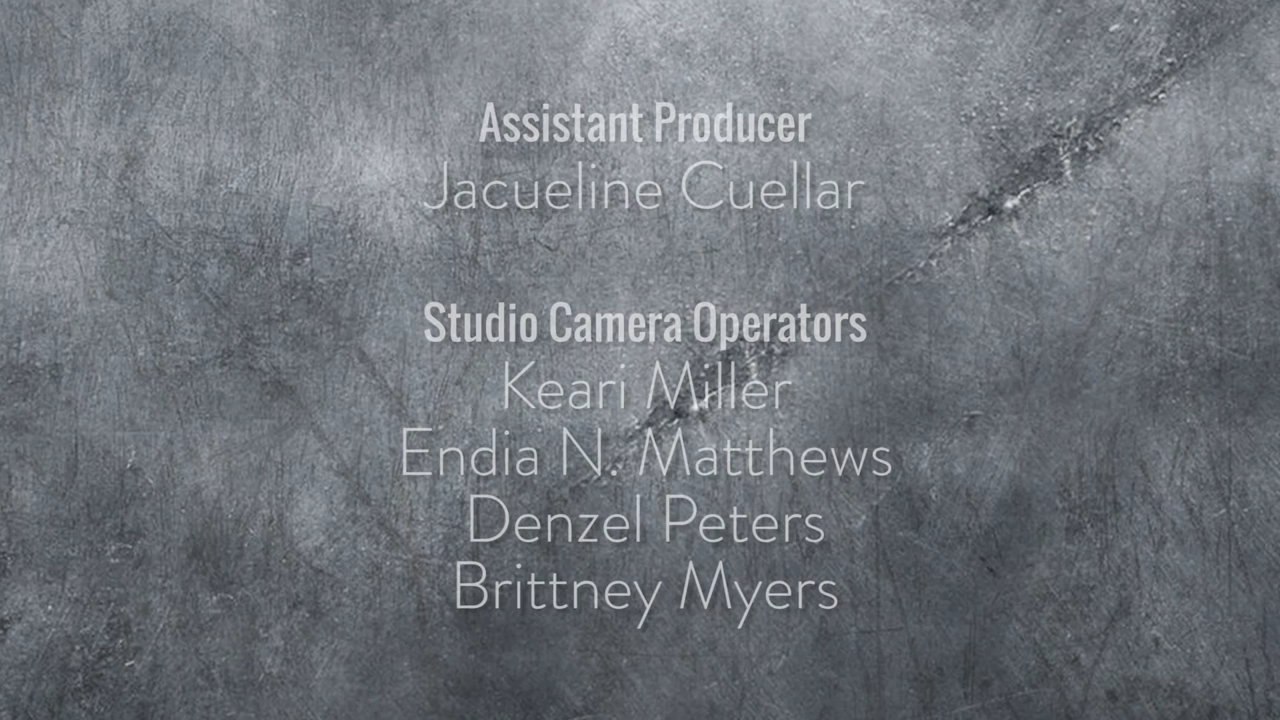 Assistant Producer
Jacueline Cuellar
Studio Camera Operators
Keari Miller
Endia N. Matthews
Denzel Peters
Brittney Myers